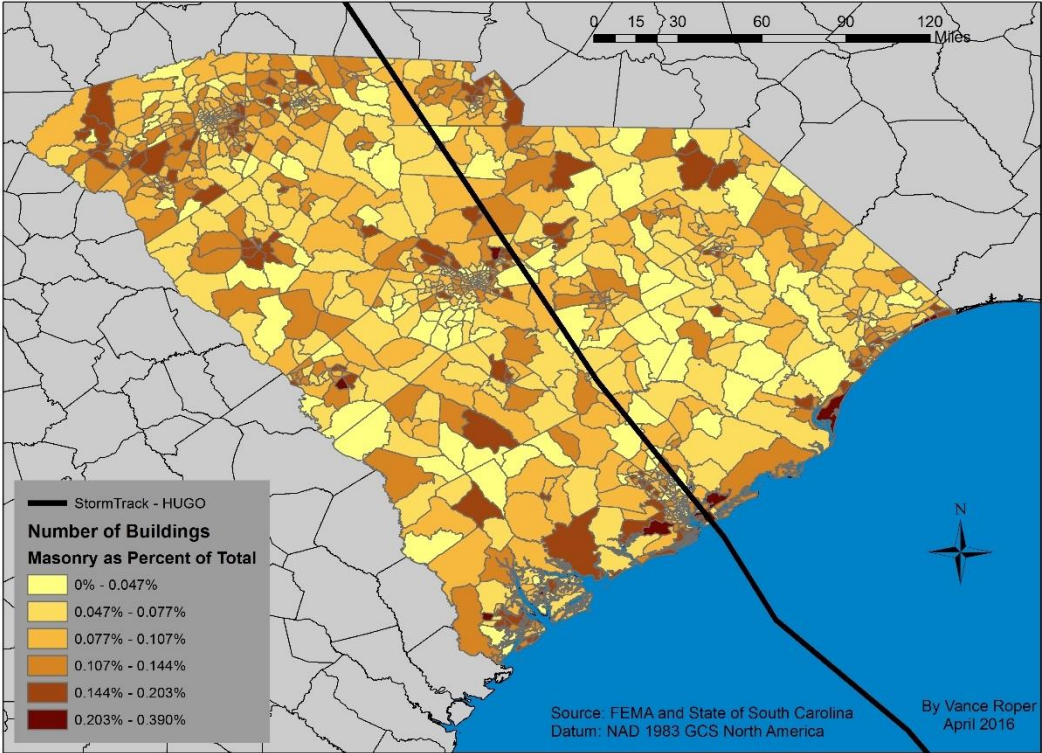 0 15 30 60 90 120
Miles
StormTrack - HUGO
Number of Buildings
Masonry as Percent of Total
0% - 0.047%
0.047% - 0.077%
0.077% - 0.107%
0.107% - 0.144%
0.144% - 0.203%
0.203% - 0.390%
N
Source: FEMA and State of South Carolina
Datum: NAD 1983 GCS North America
By Vance Roper
April 2016